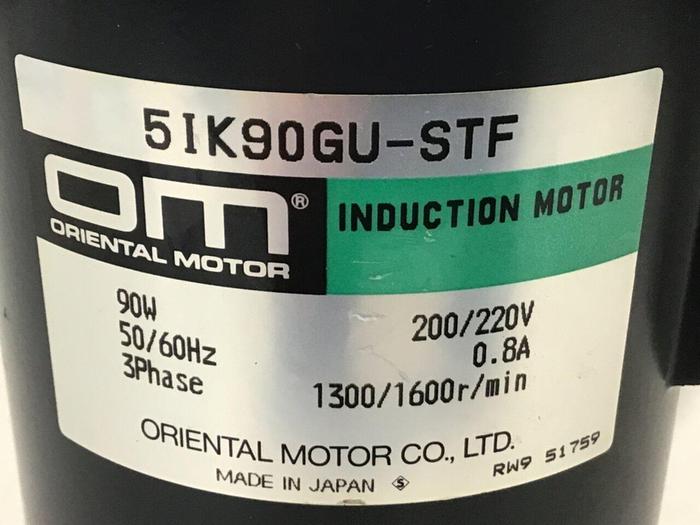 5IK90GU-STF
OM®
ORIENTAL MOTOR
INDUCTION MOTOR
90W
50/60Hz
3Phase
200/220V
0.8A
1300/1600r/min
ORIENTAL MOTOR CO., LTD.
MADE IN JAPAN S
RW9 51759